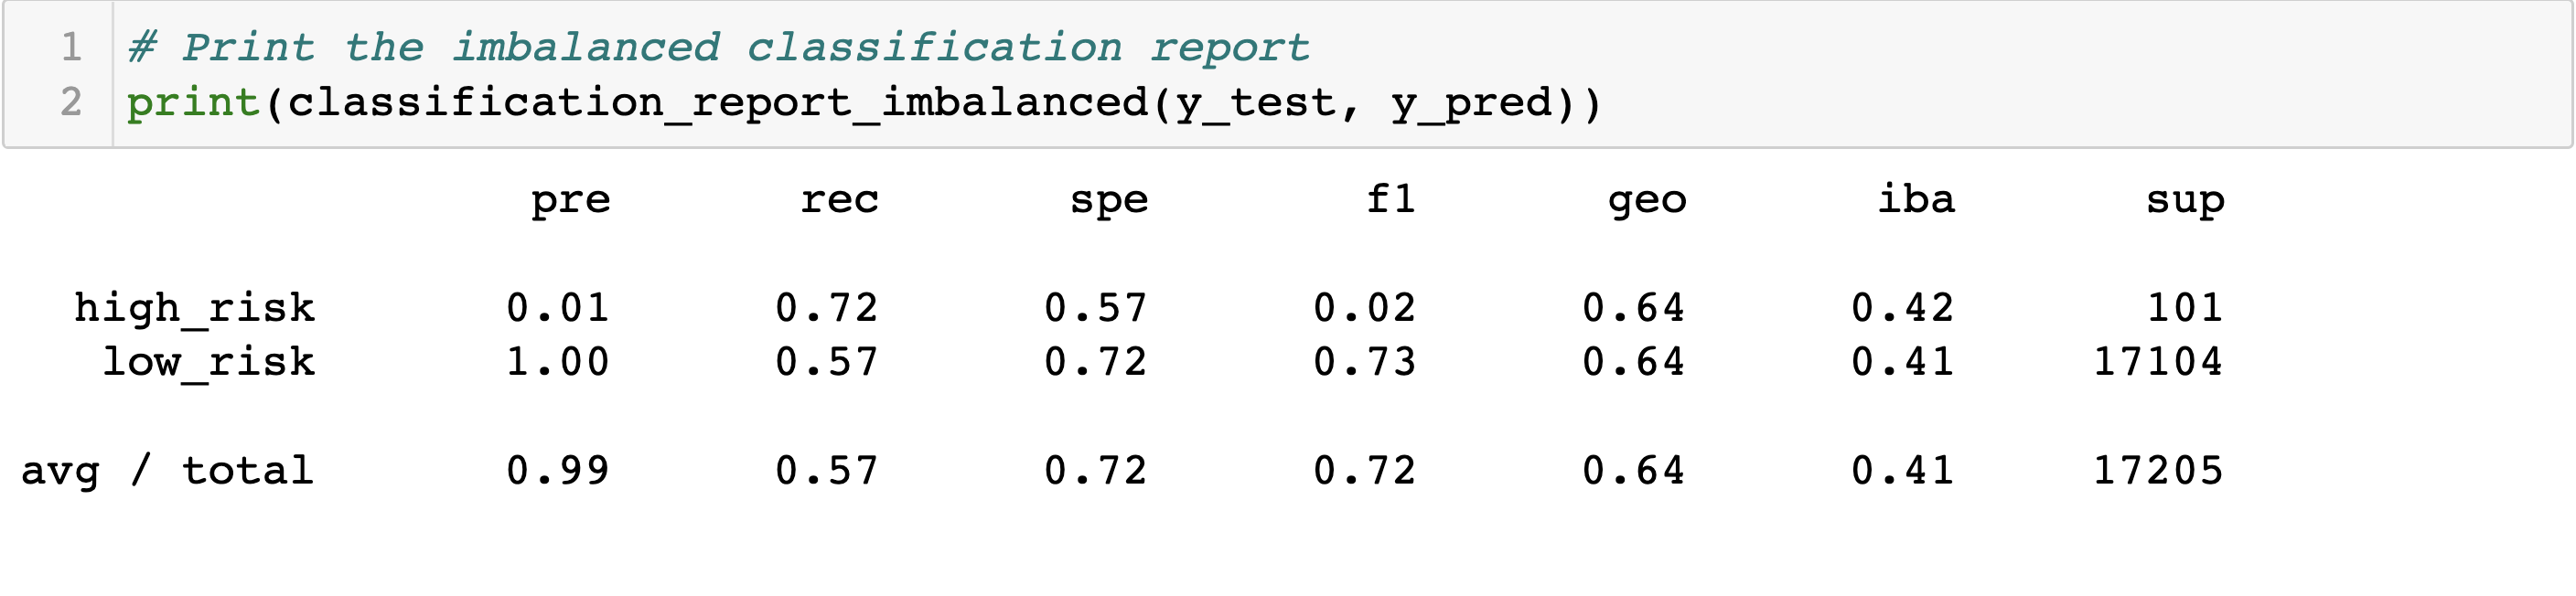 1 # Print the imbalanced classification report
2 print(classification_report_imbalanced(y_test, y_pred))
pre rec spe f1 geo iba sup
high_risk 0.01 0.72 0.57 0.02 0.64 0.42 101
low_risk 1.00 0.57 0.72 0.73 0.64 0.41 17104
avg / total 0.99 0.57 0.72 0.72 0.64 0.41 17205